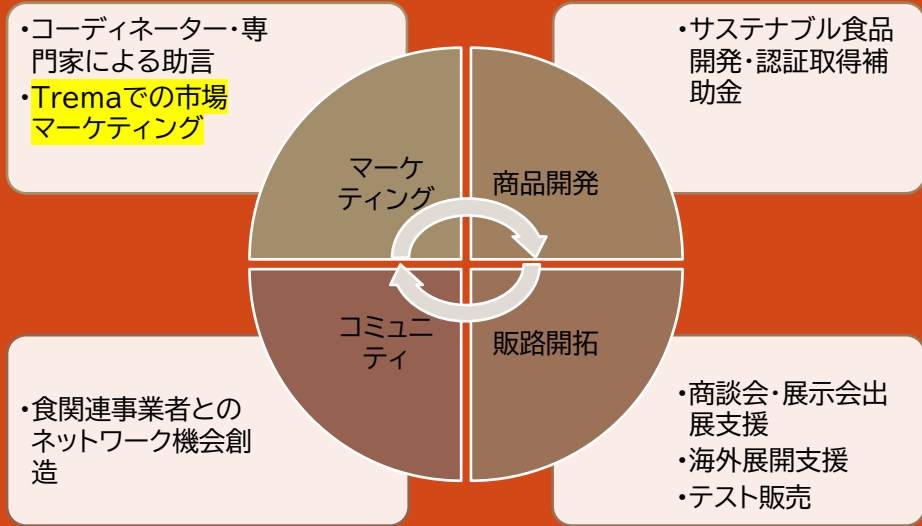 ・コーディネーター・専
門家による助言
・Tremaでの市場
マーケティング
・サステナブル食品
開発・認証取得補
助金
マーケ
ティング
商品開発
コミュニ
ティ
販路開拓
・食関連事業者との
ネットワーク機会創
造
・商談会・展示会出
展支援
・海外展開支援
・テスト販売